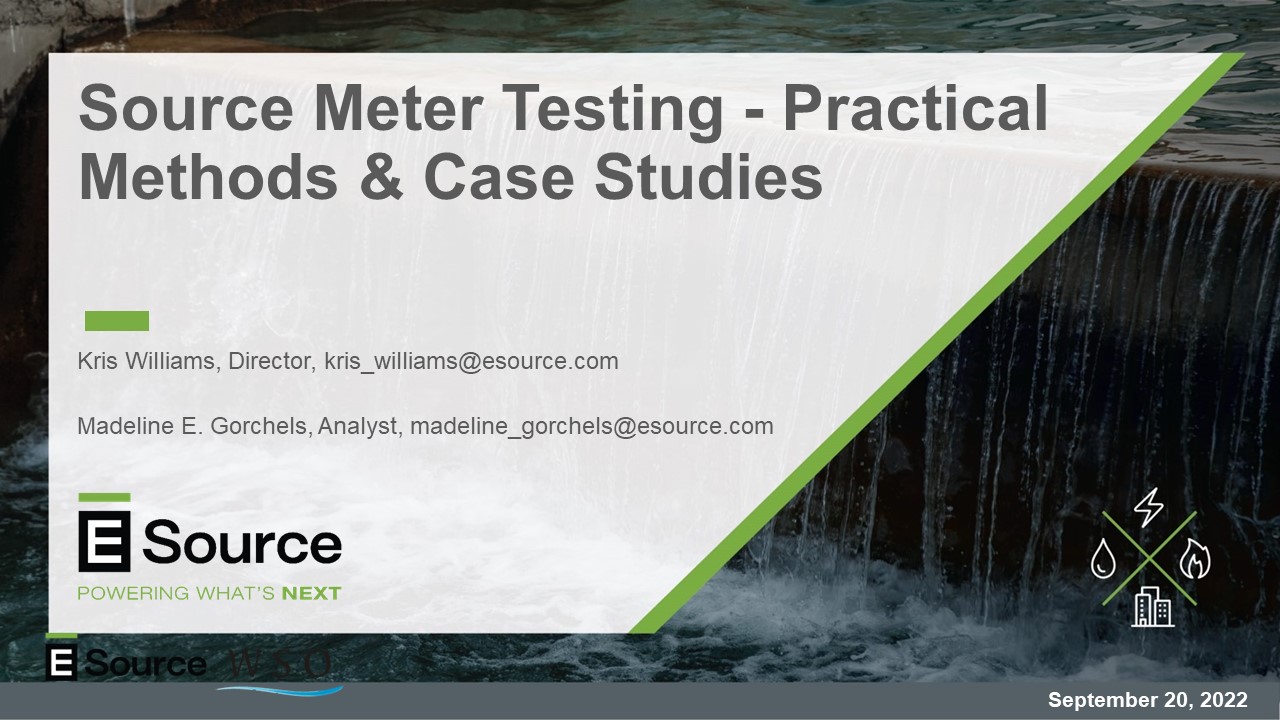 Source Meter Testing - Practical
Methods & Case Studies
Kris Williams, Director, kris_williams@esource.com
Madeline E. Gorchels, Analyst, madeline_gorchels@esource.com
E Source
POWERING WHAT'S NEXT
E Source WSO
September 20, 2022